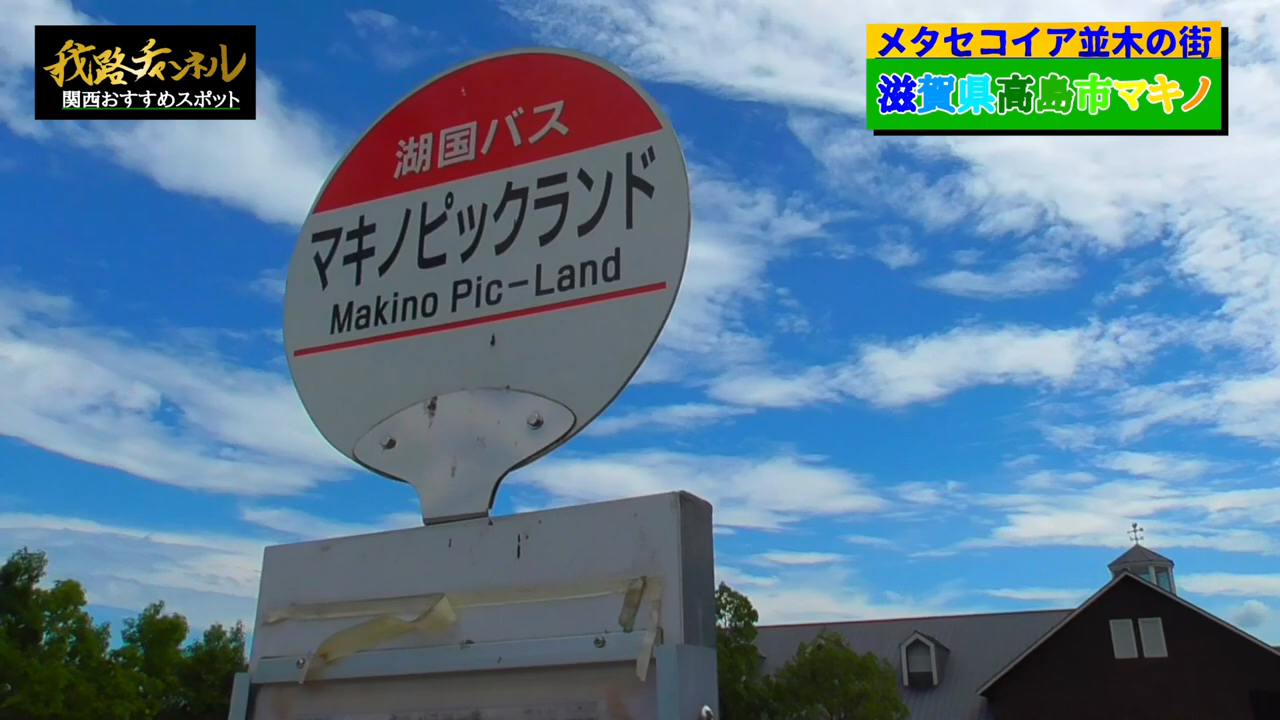 我路チャンネル
関西おすすめスポット
メタセコイア並木の街
滋賀県高島市マキノ
湖国バス
マキノピックランド
Makino Pic-Land